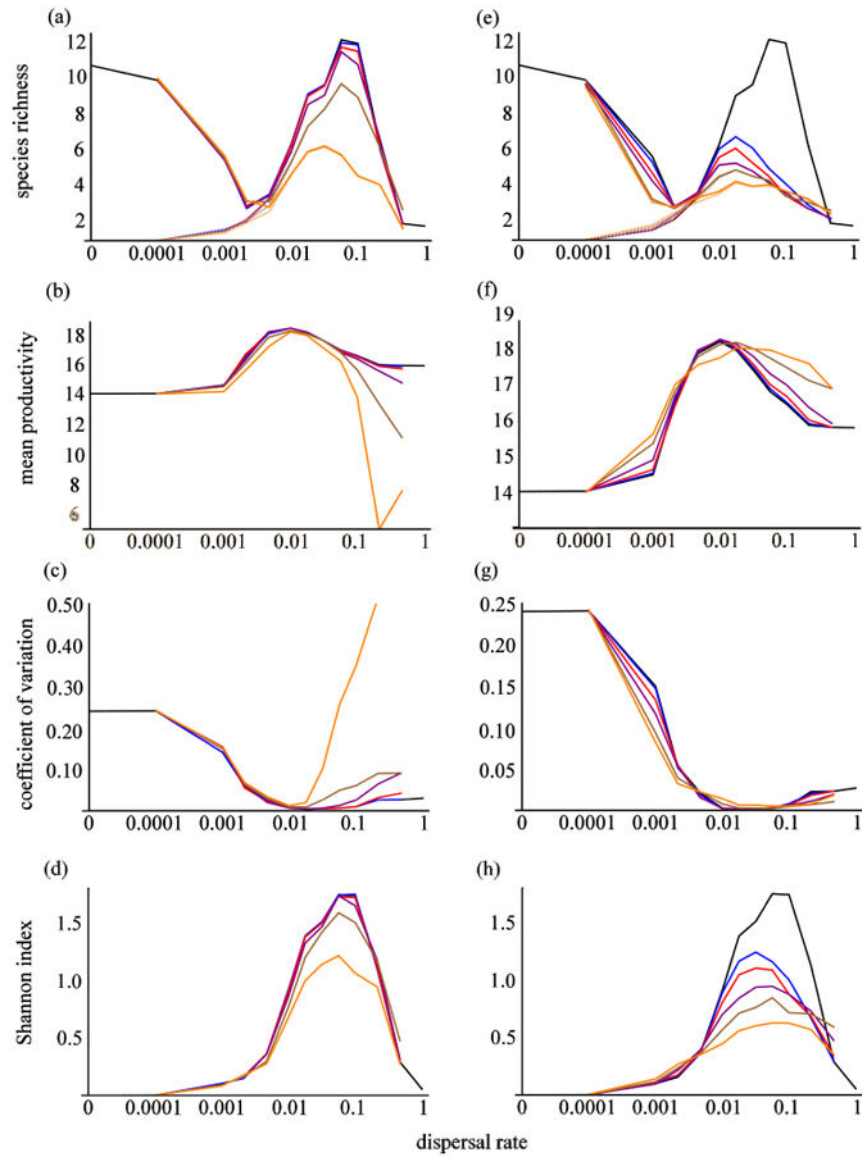 (a)
(e)
12
10
8
6
4
2
species richness
0 0.0001 0.001 0.01 0.1 1
12
10
8
6
4
2
0 0.0001 0.001 0.01 0.1 1
(b)
(f)
18
16
14
12
10
8
6
mean productivity
0 0.0001 0.001 0.01 0.1 1
19
18
17
16
15
14
13
0 0.0001 0.001 0.01 0.1 1
(c)
(g)
0.50
0.40
0.30
0.20
0.10
coefficient of variation
0 0.0001 0.001 0.01 0.1 1
0.25
0.20
0.15
0.10
0.05
0 0.0001 0.001 0.01 0.1 1
(d)
(h)
1.5
1.0
0.5
Shannon index
0 0.0001 0.001 0.01 0.1 1
1.5
1.0
0.5
0 0.0001 0.001 0.01 0.1 1
dispersal rate